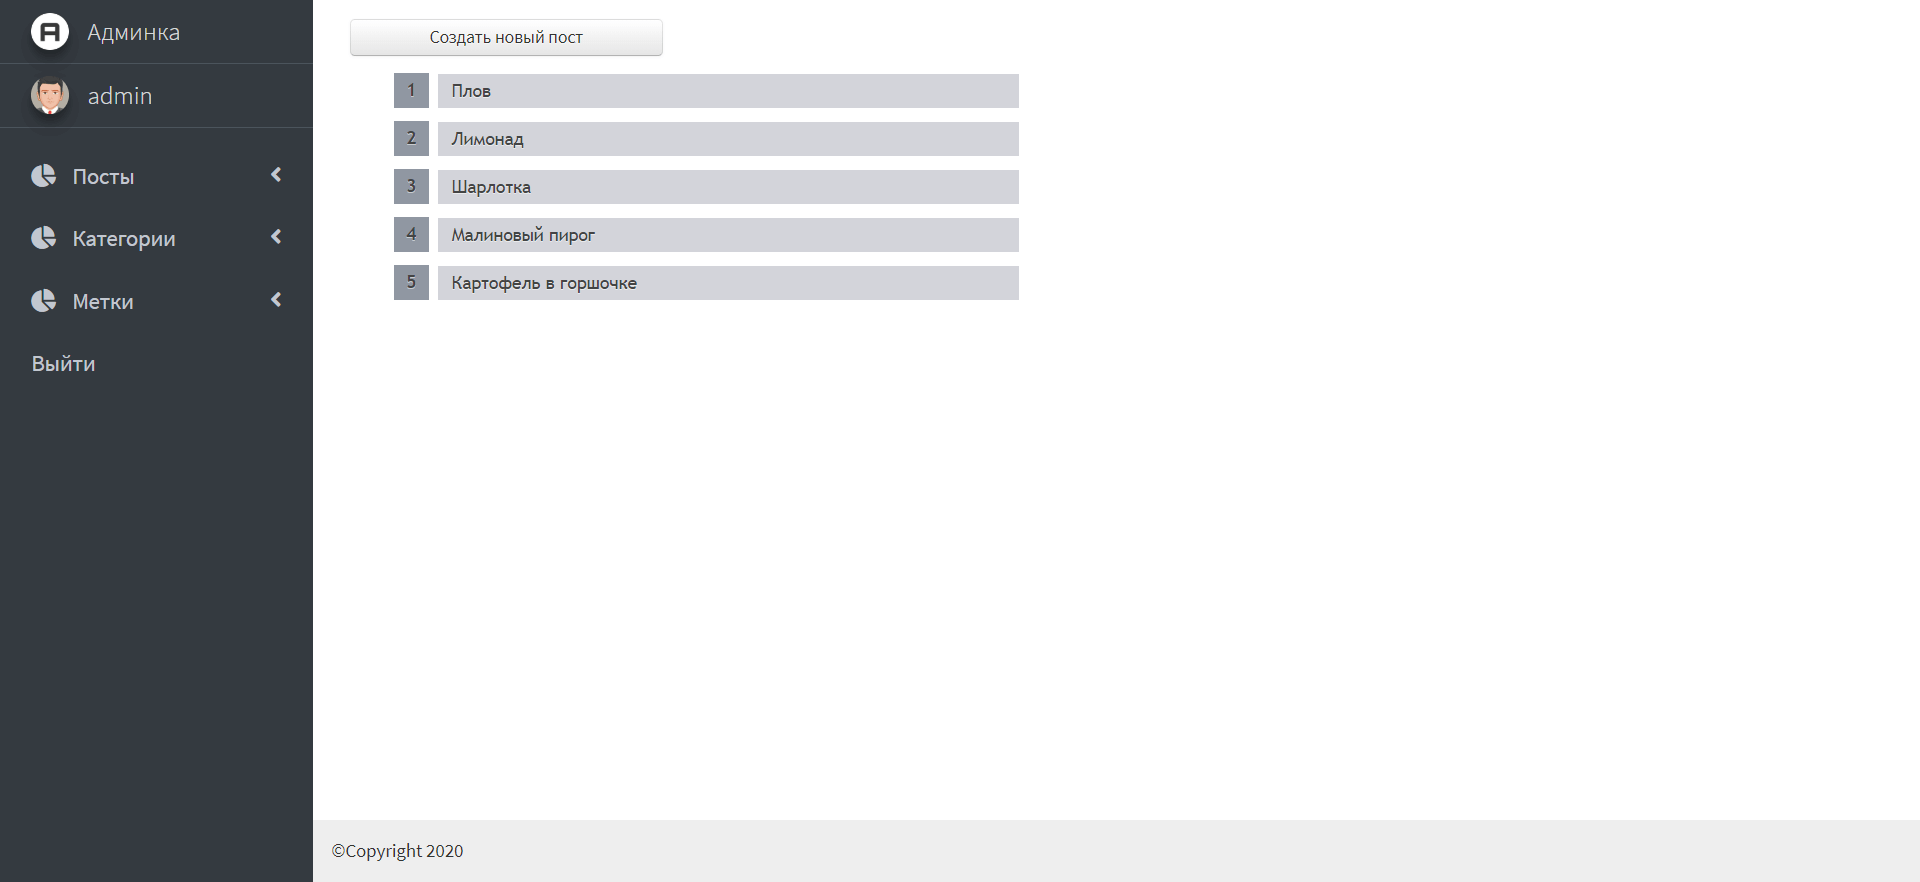 Админка
admin
Посты
Категории
Метки
Выйти
Создать новый пост
1 Плов
2 Лимонад
3 Шарлотка
4 Малиновый пирог
5 Картофель в горшочке
©Copyright 2020